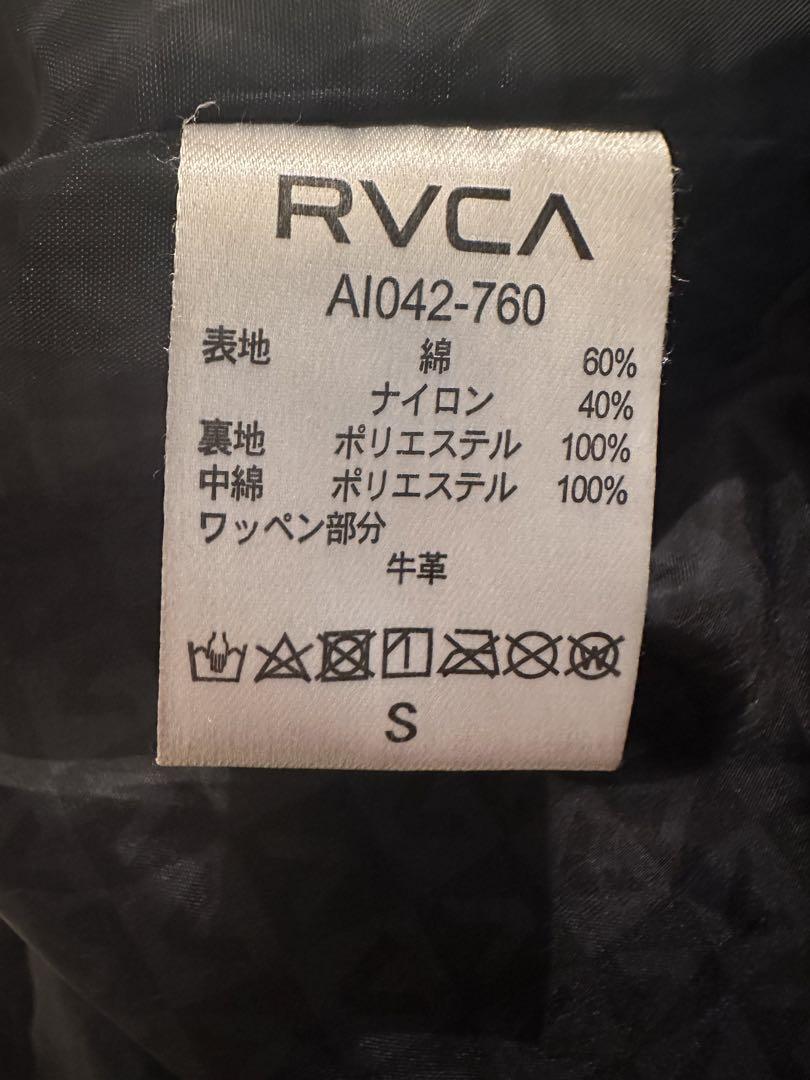 RVCA
AI042-760
表地 綿 60%
ナイロン 40%
裏地 ポリエステル 100%
中綿 ポリエステル 100%
ワッペン部分
牛革
W
S